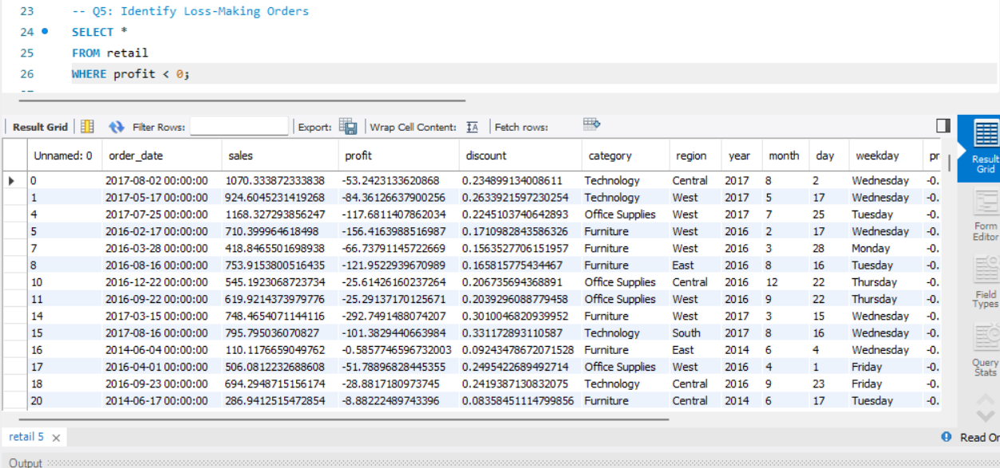 23 -- Q5: Identify Loss-Making Orders
24 SELECT *
25 FROM retail
26 WHERE profit < 0;
Result Grid Filter Rows: Export: Wrap Cell Content: IA Fetch rows:
Unnamed: 0 order_date sales profit discount category region year month day weekday pr
0 2017-08-02 00:00:00 1070.333872333838 -53.2423133620868 0.234899134008611 Technology Central 2017 8 2 Wednesday -0.
1 2017-05-17 00:00:00 924.6045231419268 -84.36126637900256 0.2633921597230254 Technology West 2017 5 17 Wednesday -0.
4 2017-07-25 00:00:00 1168.327293856247 -117.6811407862034 0.2245103740642893 Office Supplies West 2017 7 25 Tuesday -0.
5 2016-02-17 00:00:00 710.399964618498 -156.4163988516987 0.1710982843586326 Furniture West 2016 2 17 Wednesday -0.
7 2016-03-28 00:00:00 418.8465501698938 -66.73791145722669 0.1563527706151957 Furniture West 2016 3 28 Monday -0.
8 2016-08-16 00:00:00 753.9153800516435 -121.9522939670989 0.165815775434467 Furniture East 2016 8 16 Tuesday -0.
10 2016-12-22 00:00:00 545.1923068723734 -25.61426160237264 0.206735694368891 Office Supplies Central 2016 12 22 Thursday -0.
11 2016-09-22 00:00:00 619.9214373979776 -25.29137170125671 0.2039296088779458 Office Supplies West 2016 9 22 Thursday -0.
14 2017-03-15 00:00:00 748.4654071144116 -292.7491488074207 0.3010046820939952 Furniture West 2017 3 15 Wednesday -0.
15 2017-08-16 00:00:00 795.795036070827 -101.3829440663984 0.331172893110587 Technology South 2017 8 16 Wednesday -0.
16 2014-06-04 00:00:00 110.1176659049762 -0.5857746596732003 0.09243478672071528 Furniture East 2014 6 4 Wednesday -0.
17 2016-04-01 00:00:00 506.0812232688608 -51.78896828445355 0.2495422689492714 Office Supplies West 2016 4 1 Friday -0.
18 2016-09-23 00:00:00 694.2948715156174 -28.8817180973745 0.2419387130832075 Technology Central 2016 9 23 Friday -0.
20 2014-06-17 00:00:00 286.9412515472854 -8.88222489743396 0.08358451114799856 Furniture Central 2014 6 17 Tuesday -0.
Result
Grid
Form
Editor
Field
Types
Query
Stats
retail 5
Read Or
Output